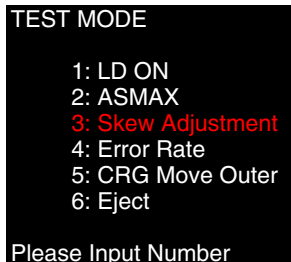 TEST MODE
1: LD ON
2: ASMAX
3: Skew Adjustment
4: Error Rate
5: CRG Move Outer
6: Eject
Please Input Number